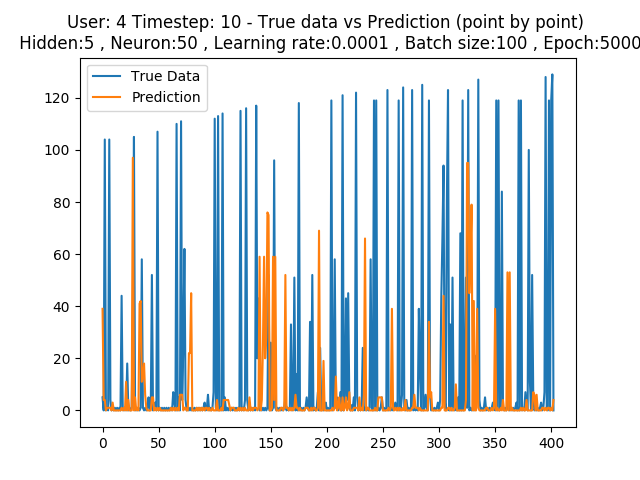 User: 4 Timestep: 10 - True data vs Prediction (point by point)
Hidden:5 , Neuron:50 , Learning rate:0.0001 , Batch size:100 , Epoch:5000
True Data
Prediction
120
100
80
60
40
20
0
0 50 100 150 200 250 300 350 400